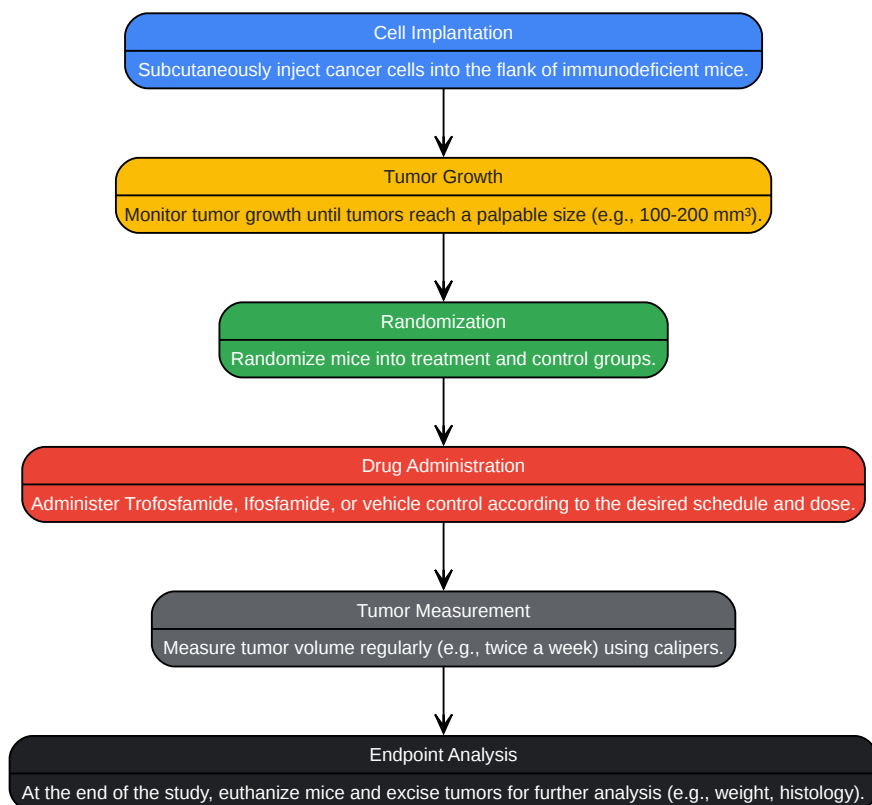 Cell Implantation
Subcutaneously inject cancer cells into the flank of immunodeficient mice.
Tumor Growth
Monitor tumor growth until tumors reach a palpable size (e.g., 100-200 mm³).
Randomization
Randomize mice into treatment and control groups.
Drug Administration
Administer Trofosfamide, Ifosfamide, or vehicle control according to the desired schedule and dose.
Tumor Measurement
Measure tumor volume regularly (e.g., twice a week) using calipers.
Endpoint Analysis
At the end of the study, euthanize mice and excise tumors for further analysis (e.g., weight, histology).